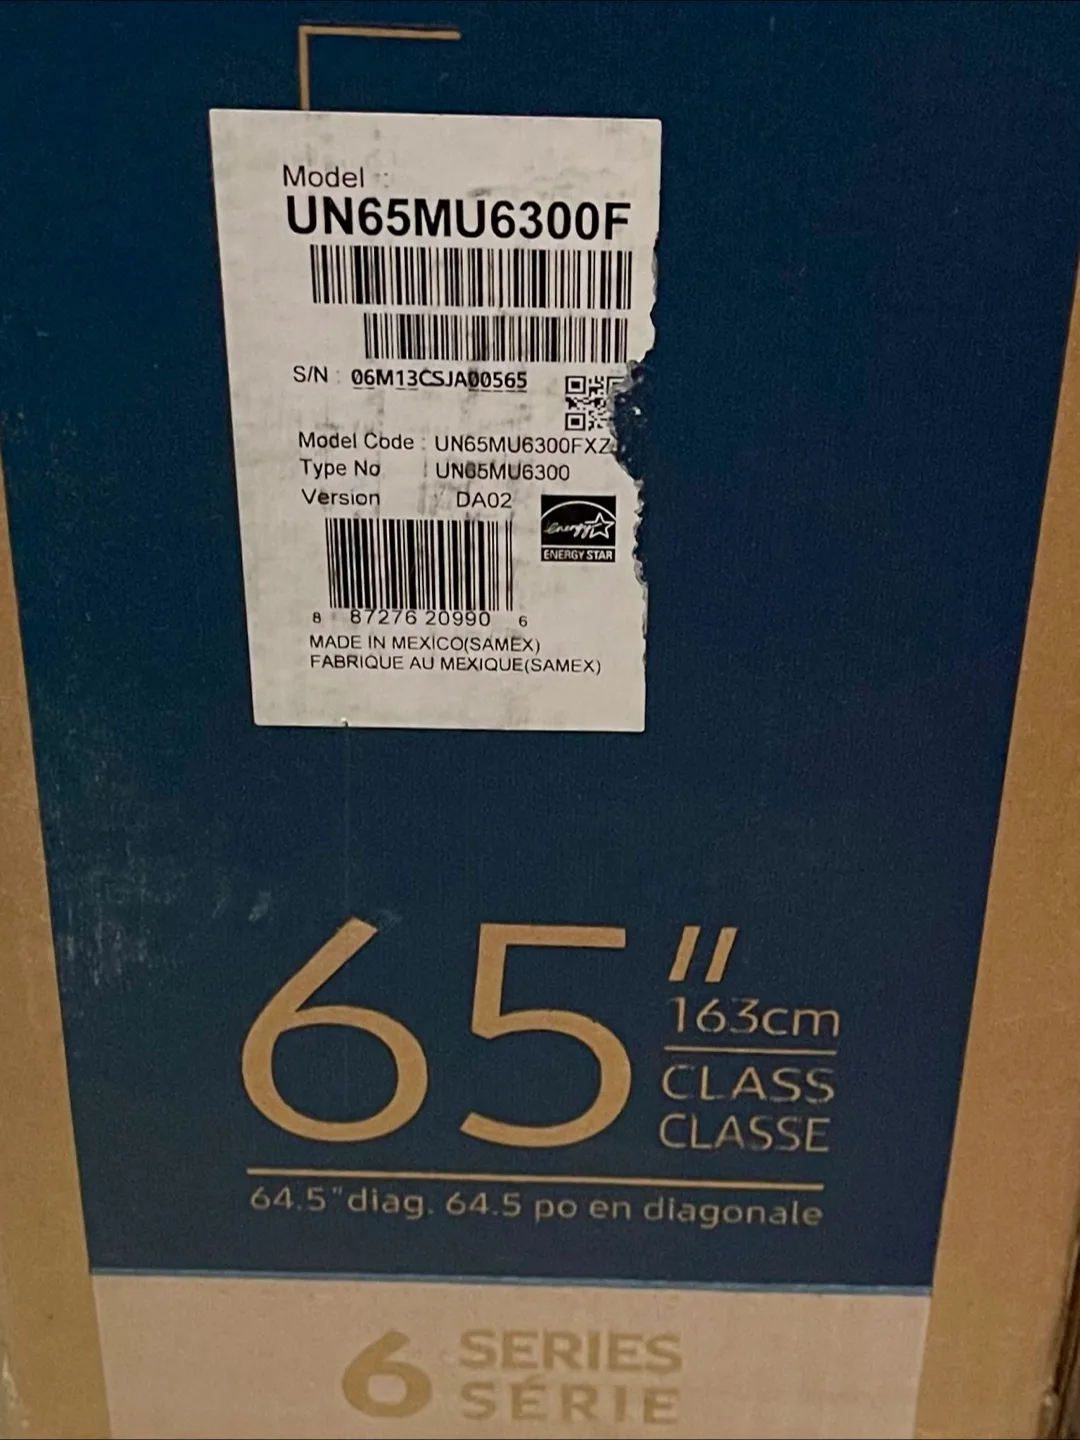 Model :
UN65MU6300F
S/N : 06M13CSJA00565
Model Code : UN65MU6300FXZ
Type No : UN65MU6300
Version : DA02
energy
ENERGY STAR
8 87276 20990 6
MADE IN MEXICO(SAMEX)
FABRIQUE AU MEXIQUE(SAMEX)
65"
163cm
CLASS
CLASSE
64.5"diag. 64.5 po en diagonale
6 SERIES
SÉRIE